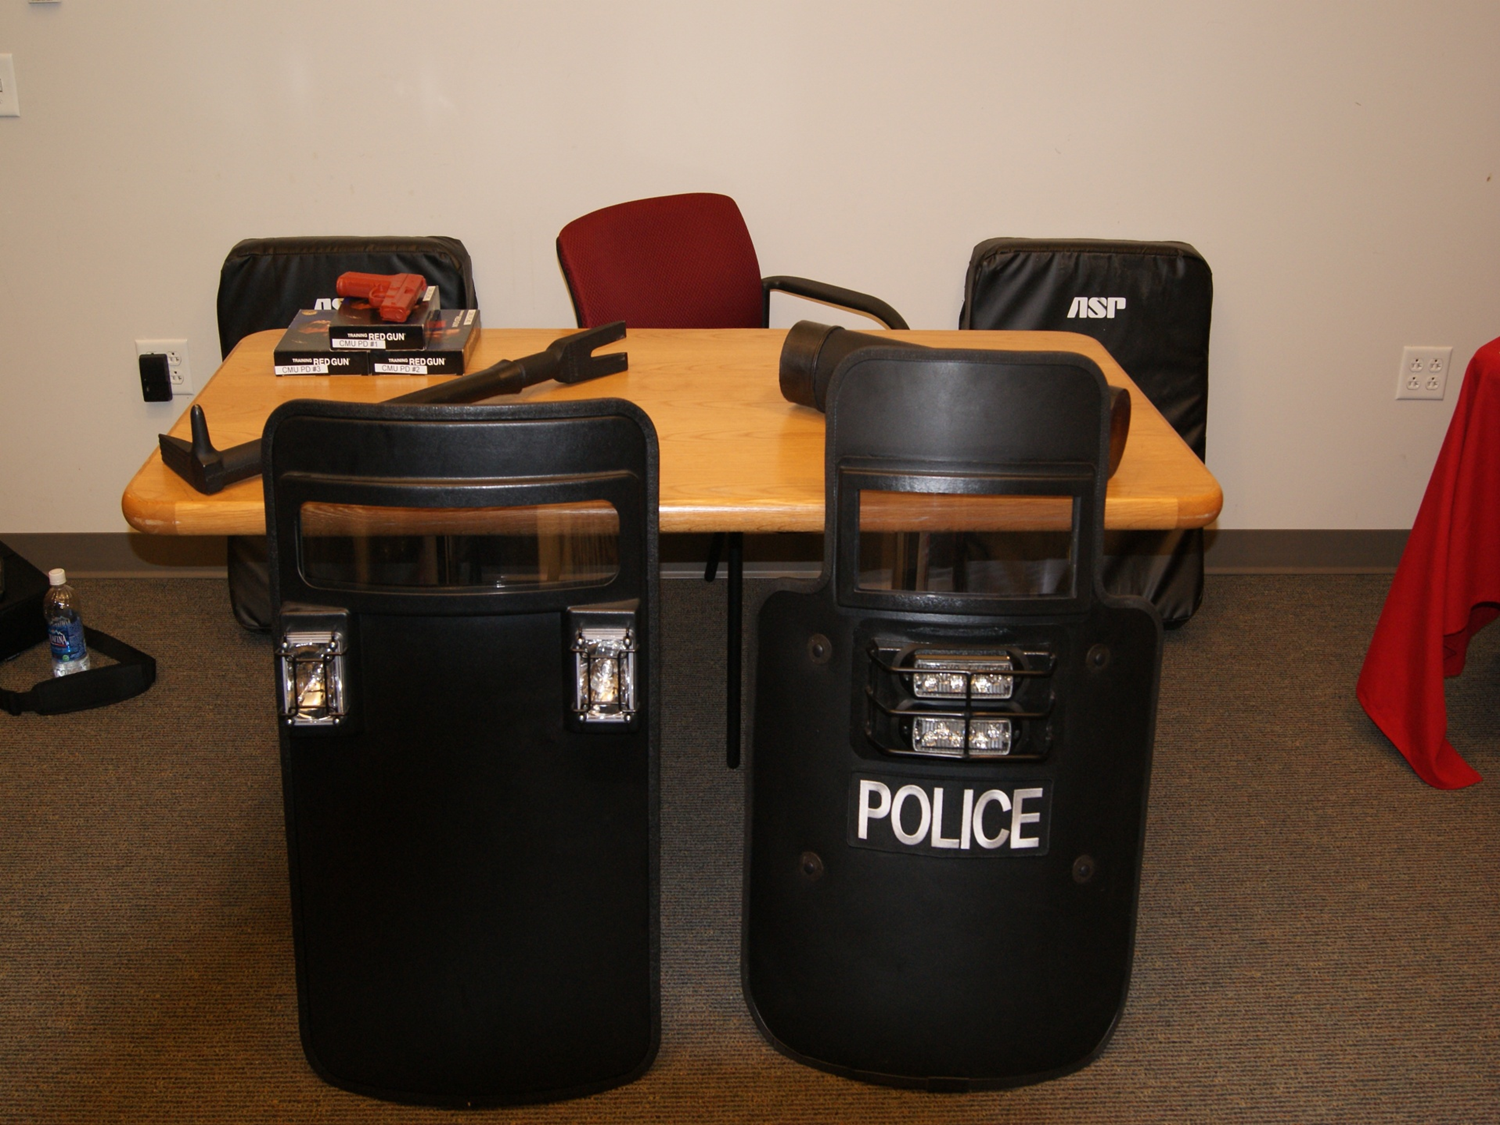 ASP
ASP
TRAINING RED GUN
CMU PD #1
TRAINING RED GUN
CMU PD #3
TRAINING RED GUN
CMU PD #2
POLICE